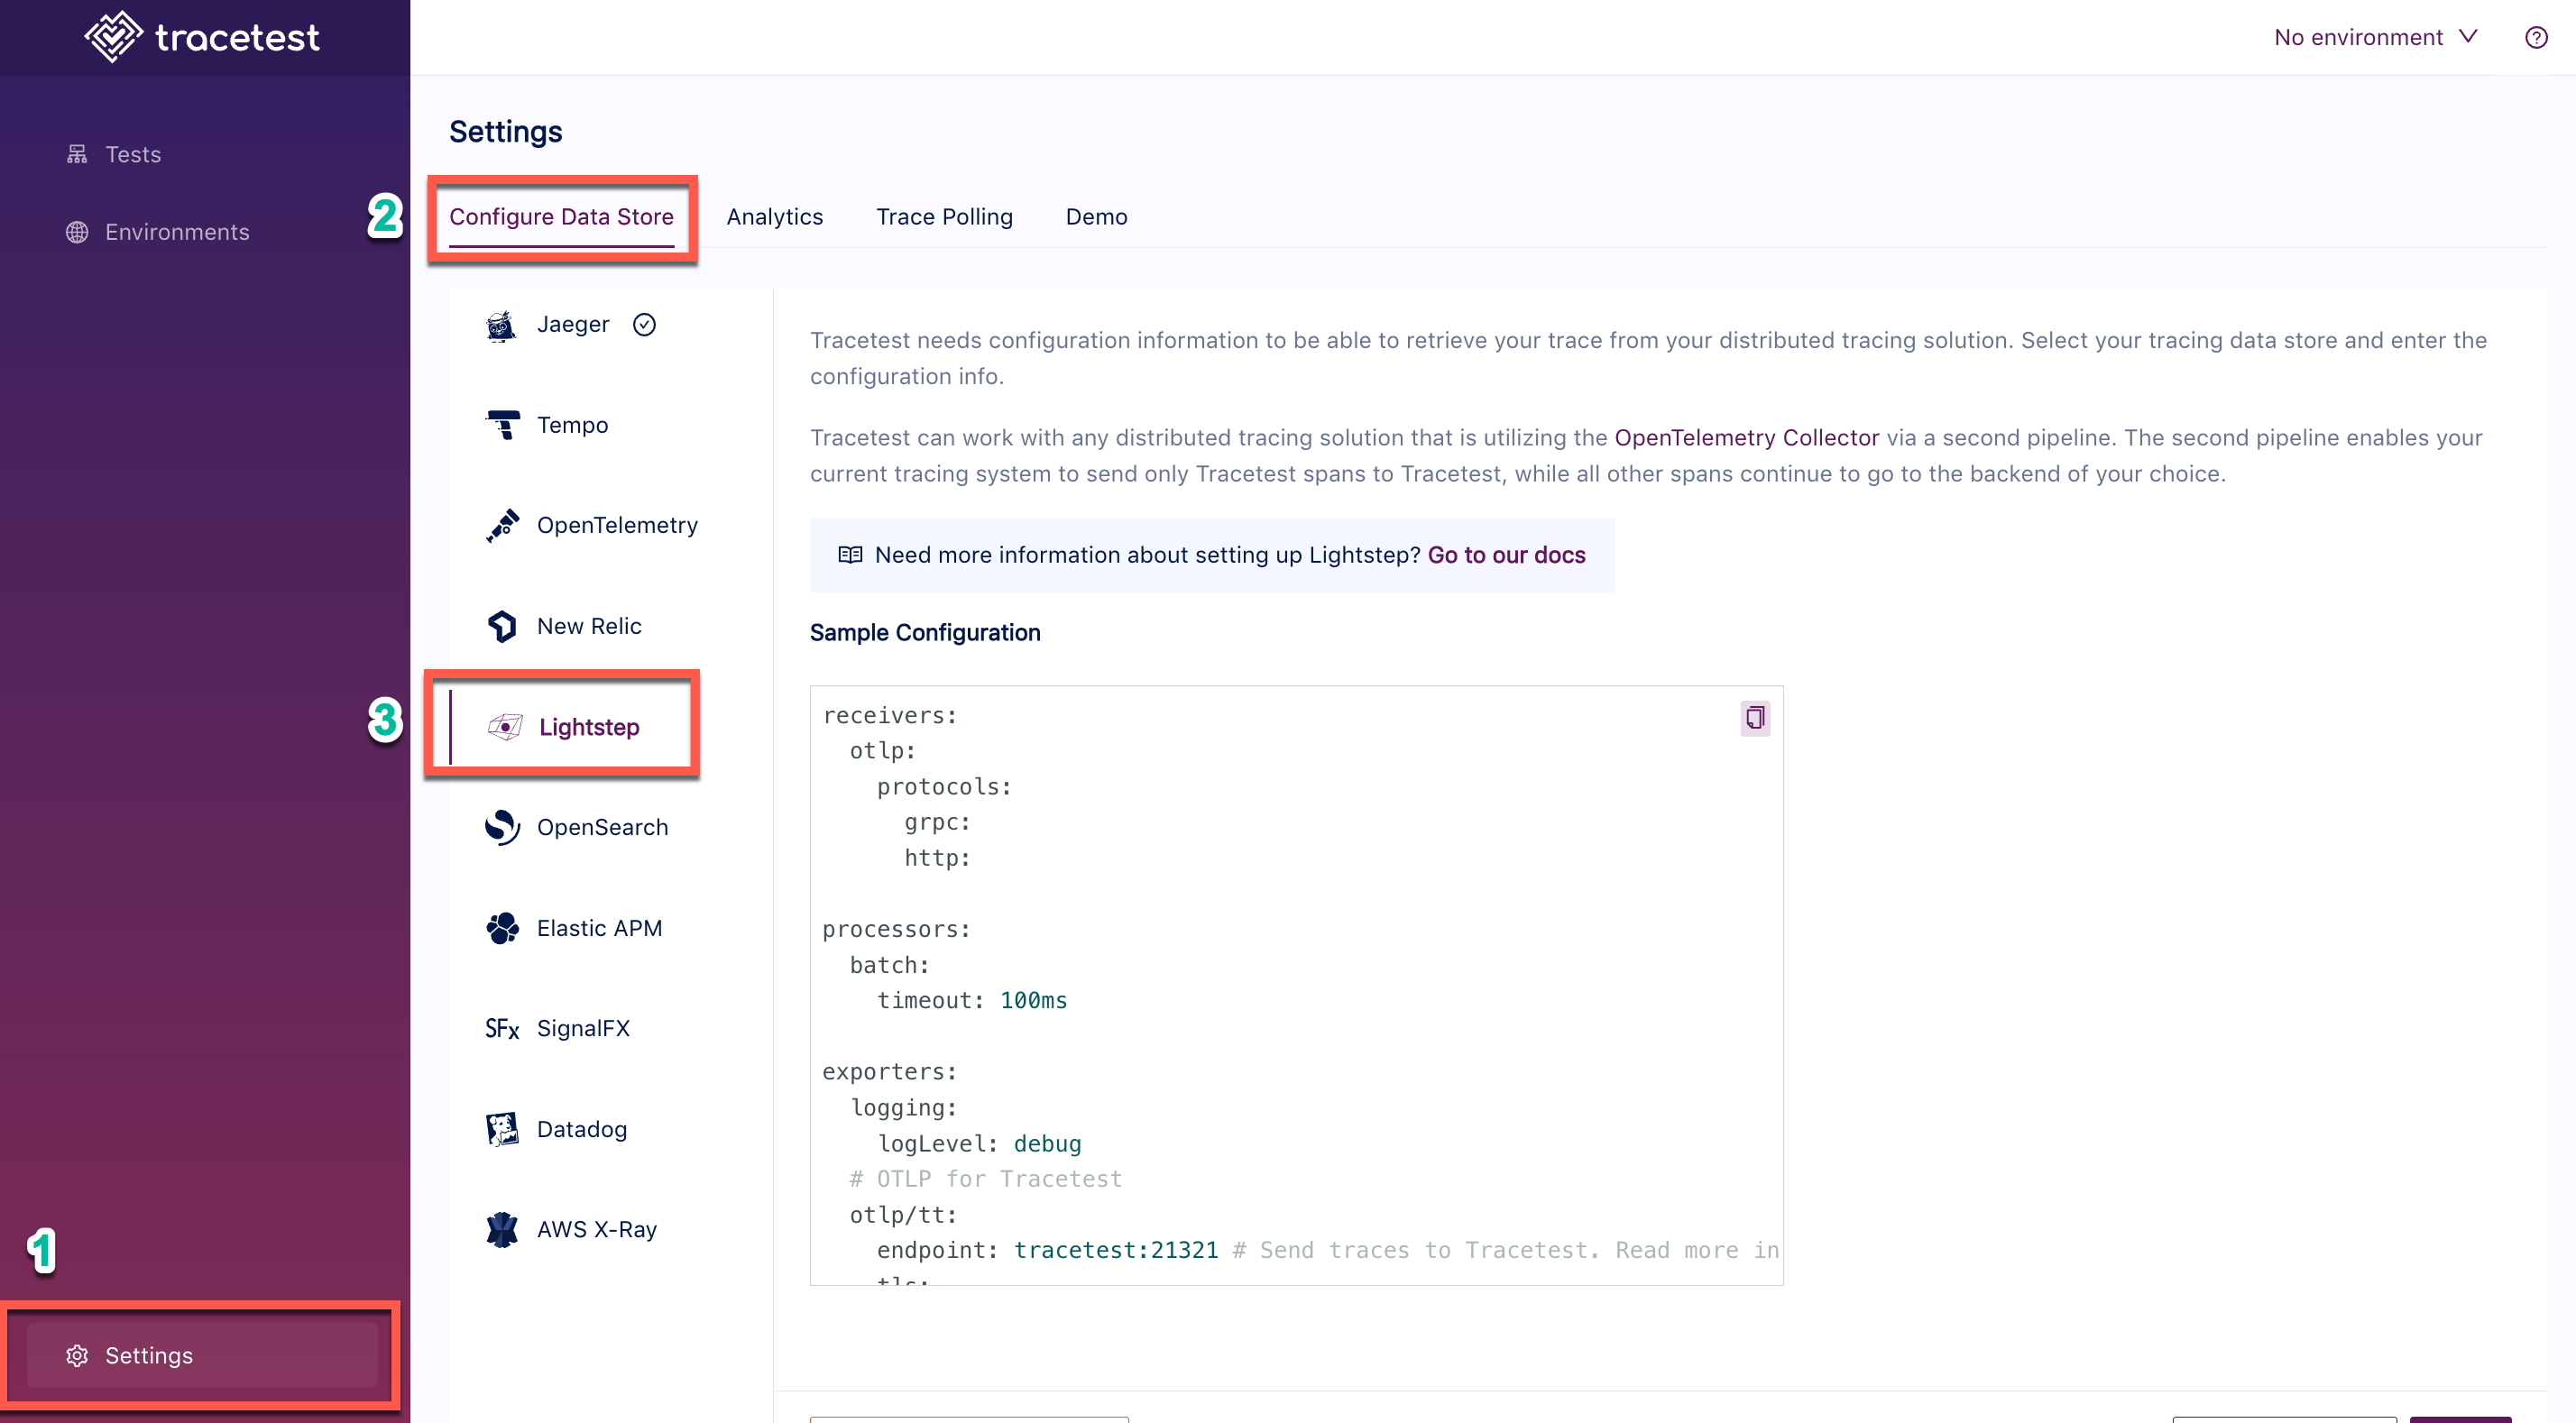 tracetest
No environment
Tests
Environments
1
Settings
Settings
2
Configure Data Store
Analytics
Trace Polling
Demo
Jaeger
Tempo
OpenTelemetry
New Relic
3
Lightstep
OpenSearch
Elastic APM
SFx SignalFX
Datadog
AWS X-Ray
Tracetest needs configuration information to be able to retrieve your trace from your distributed tracing solution. Select your tracing data store and enter the
configuration info.
Tracetest can work with any distributed tracing solution that is utilizing the OpenTelemetry Collector via a second pipeline. The second pipeline enables your
current tracing system to send only Tracetest spans to Tracetest, while all other spans continue to go to the backend of your choice.
Need more information about setting up Lightstep? Go to our docs
Sample Configuration
receivers:
  otlp:
    protocols:
      grpc:
      http:
processors:
  batch:
    timeout: 100ms
exporters:
  logging:
    logLevel: debug
  # OTLP for Tracetest
  otlp/tt:
    endpoint: tracetest:21321 # Send traces to Tracetest. Read more in
    tls: